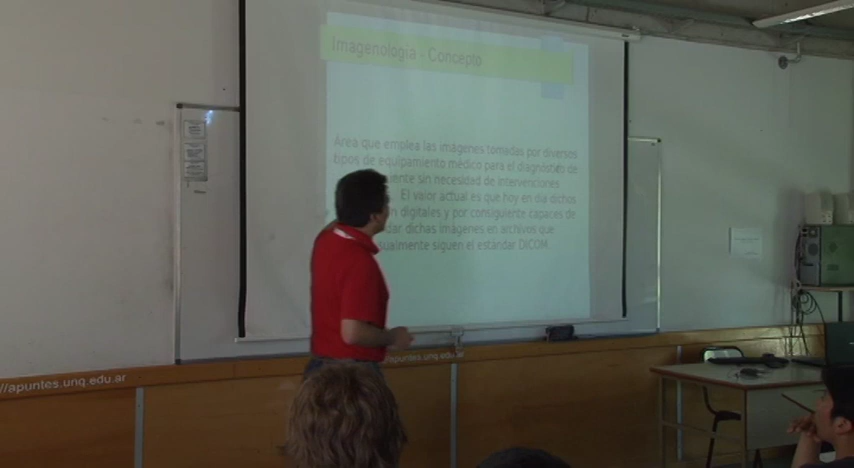 Imagenología - Concepto
Area que emplea las imágenes tomadas por diversos
tipos de equipamiento médico para el diagnóstico de
sin necesidad de intervenciones
El valor actual es que hoy en día dichos
digitales y por consiguiente capaces de
dichas imágenes en archivos que
siguen el estándar DICOM.
//apuntes.unq.edu.ar
apuntes.unq.edu.ar